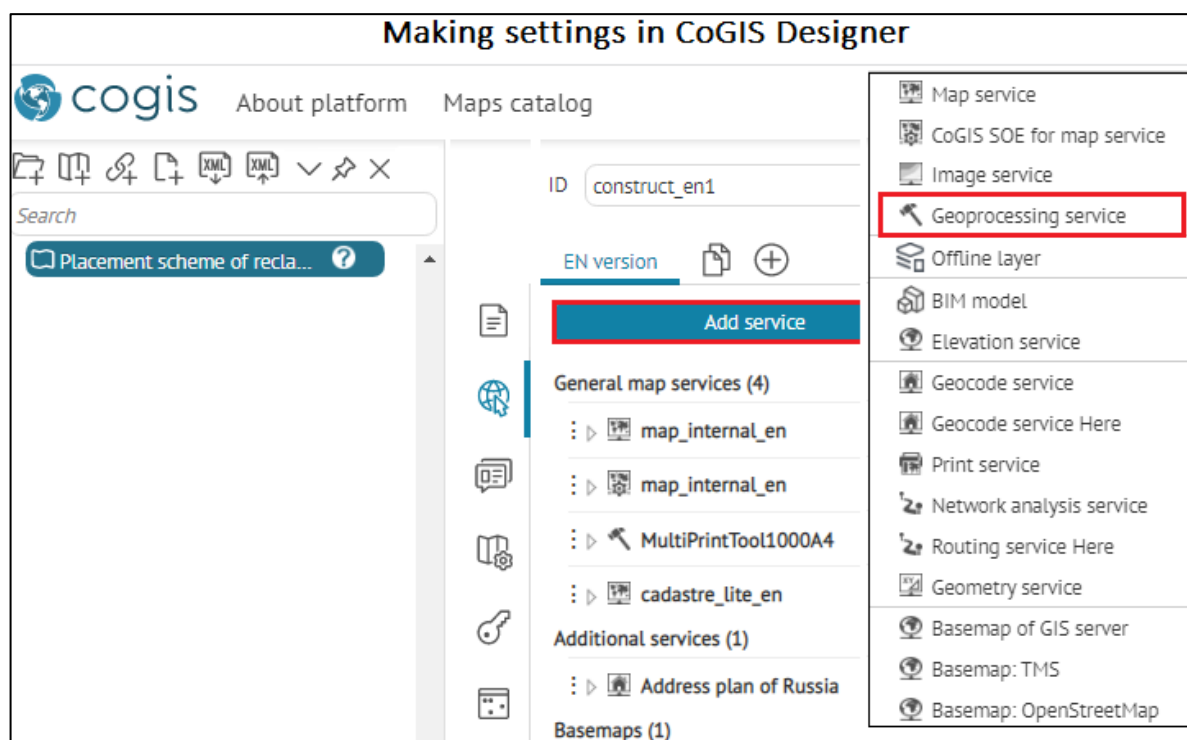 Making settings in CoGIS Designer
cogis
About platform
Maps catalog
XML
XML
Search
Placement scheme of recla... ?
ID
construct_en1
EN version
Add service
General map services (4)
map_internal_en
map_internal_en
MultiPrintTool1000A4
cadastre_lite_en
Additional services (1)
Address plan of Russia
Basemaps (1)
Map service
CoGIS SOE for map service
Image service
Geoprocessing service
Offline layer
BIM model
Elevation service
Geocode service
Geocode service Here
Print service
Network analysis service
Routing service Here
Geometry service
Basemap of GIS server
Basemap: TMS
Basemap: OpenStreetMap